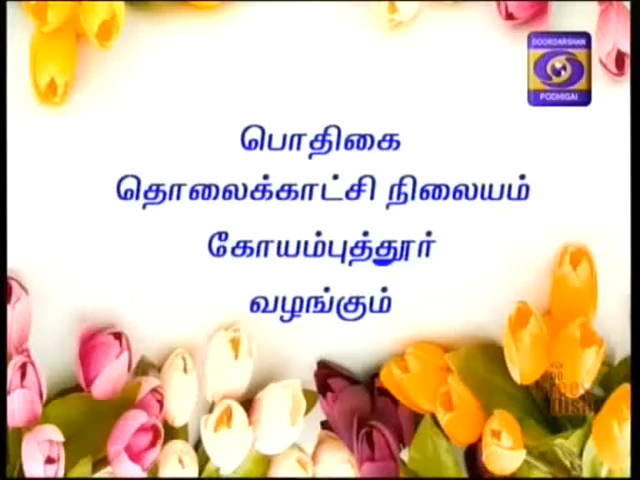 DOORDARSHAN
PODHIGAI
பொதிகை
தொலைக்காட்சி நிலையம்
கோயம்புத்தூர்
வழங்கும்